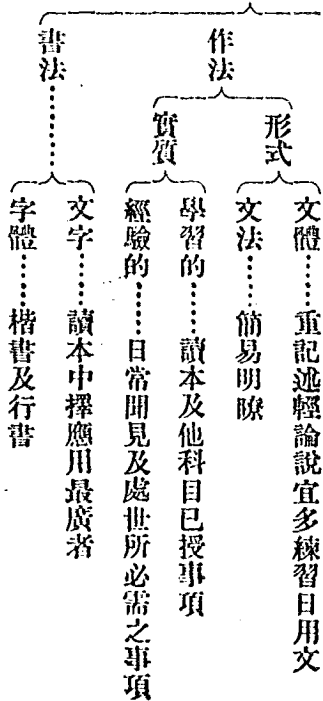 作法
形式
文體……重記述輕論說宜多練習日用文
文法……簡易明瞭
實質
學習的……讀本及他科目已授事項
經驗的……日常聞見及處世所必需之事項
書法……
文字……讀本中擇應用最廣者
字體……楷書及行書